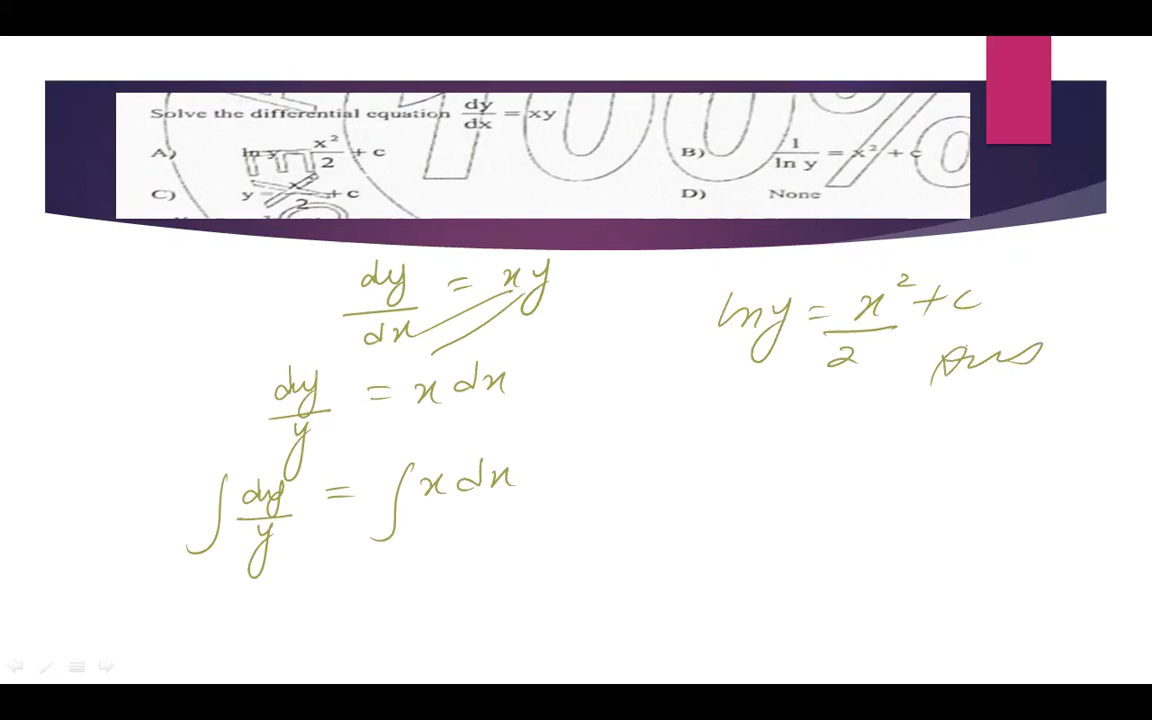 Solve the differential equation dy/dx = xy
A) ln y = x²/2 + c B) 1/ln y = x² + c
C) y = x/2 + c D) None
100%
dy/dx = xy
dy/y = x dx
∫ dy/y = ∫ x dx
ln y = x²/2 + c
Ans